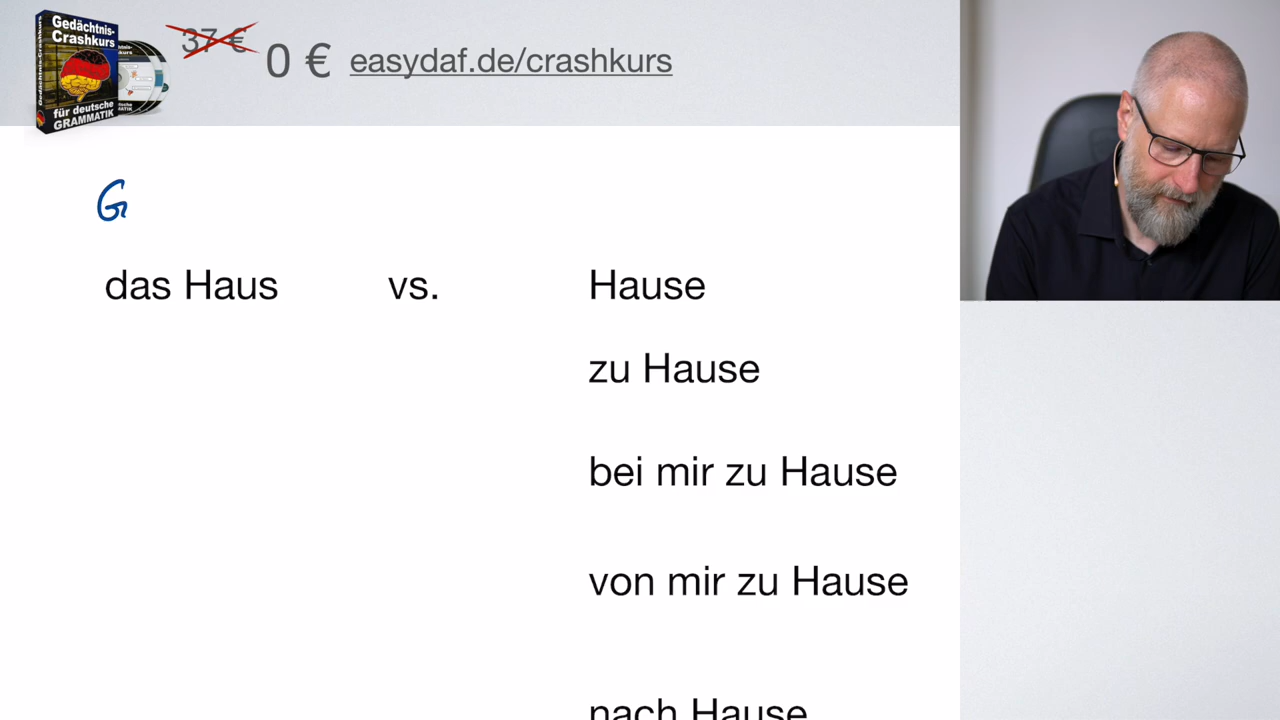 Gedächtnis-
Crashkurs
für deutsche
GRAMMATIK
37 €
0 € easydaf.de/crashkurs
G
das Haus vs. Hause
zu Hause
bei mir zu Hause
von mir zu Hause
nach Hause